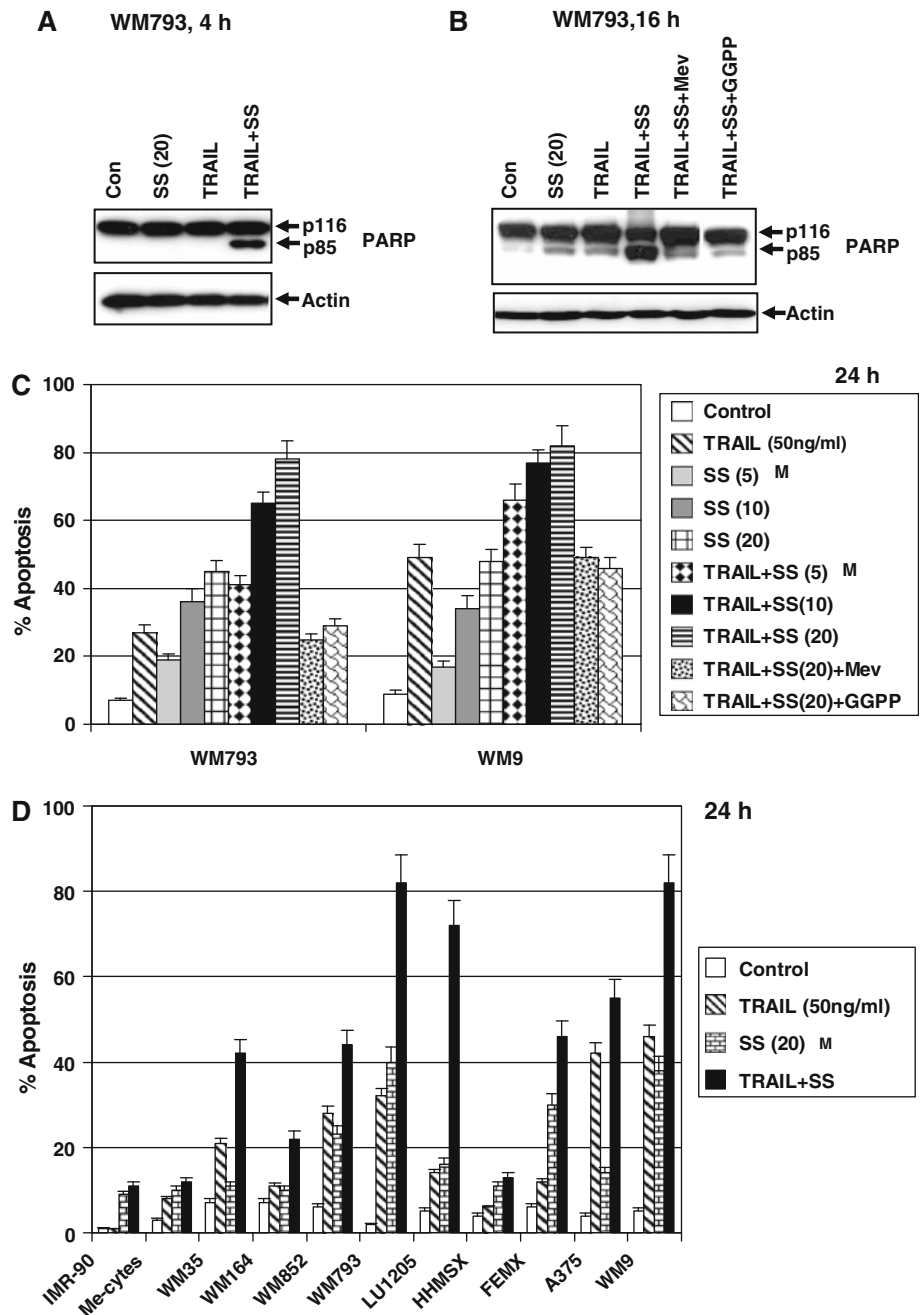 A
WM793, 4 h
Con
SS (20)
TRAIL
TRAIL+SS
p116
p85
PARP
Actin
B
WM793,16 h
Con
SS (20)
TRAIL
TRAIL+SS
TRAIL+SS+Mev
TRAIL+SS+GGPP
p116
p85
PARP
Actin
C
24 h
% Apoptosis
100
80
60
40
20
0
WM793
WM9
Control
TRAIL (50ng/ml)
SS (5) M
SS (10)
SS (20)
TRAIL+SS (5) M
TRAIL+SS(10)
TRAIL+SS (20)
TRAIL+SS(20)+Mev
TRAIL+SS(20)+GGPP
D
24 h
% Apoptosis
100
80
60
40
20
0
IMR-90
Me-cytes
WM35
WM164
WM852
WM793
LU1205
HHMSX
FEMX
A375
WM9
Control
TRAIL (50ng/ml)
SS (20) M
TRAIL+SS